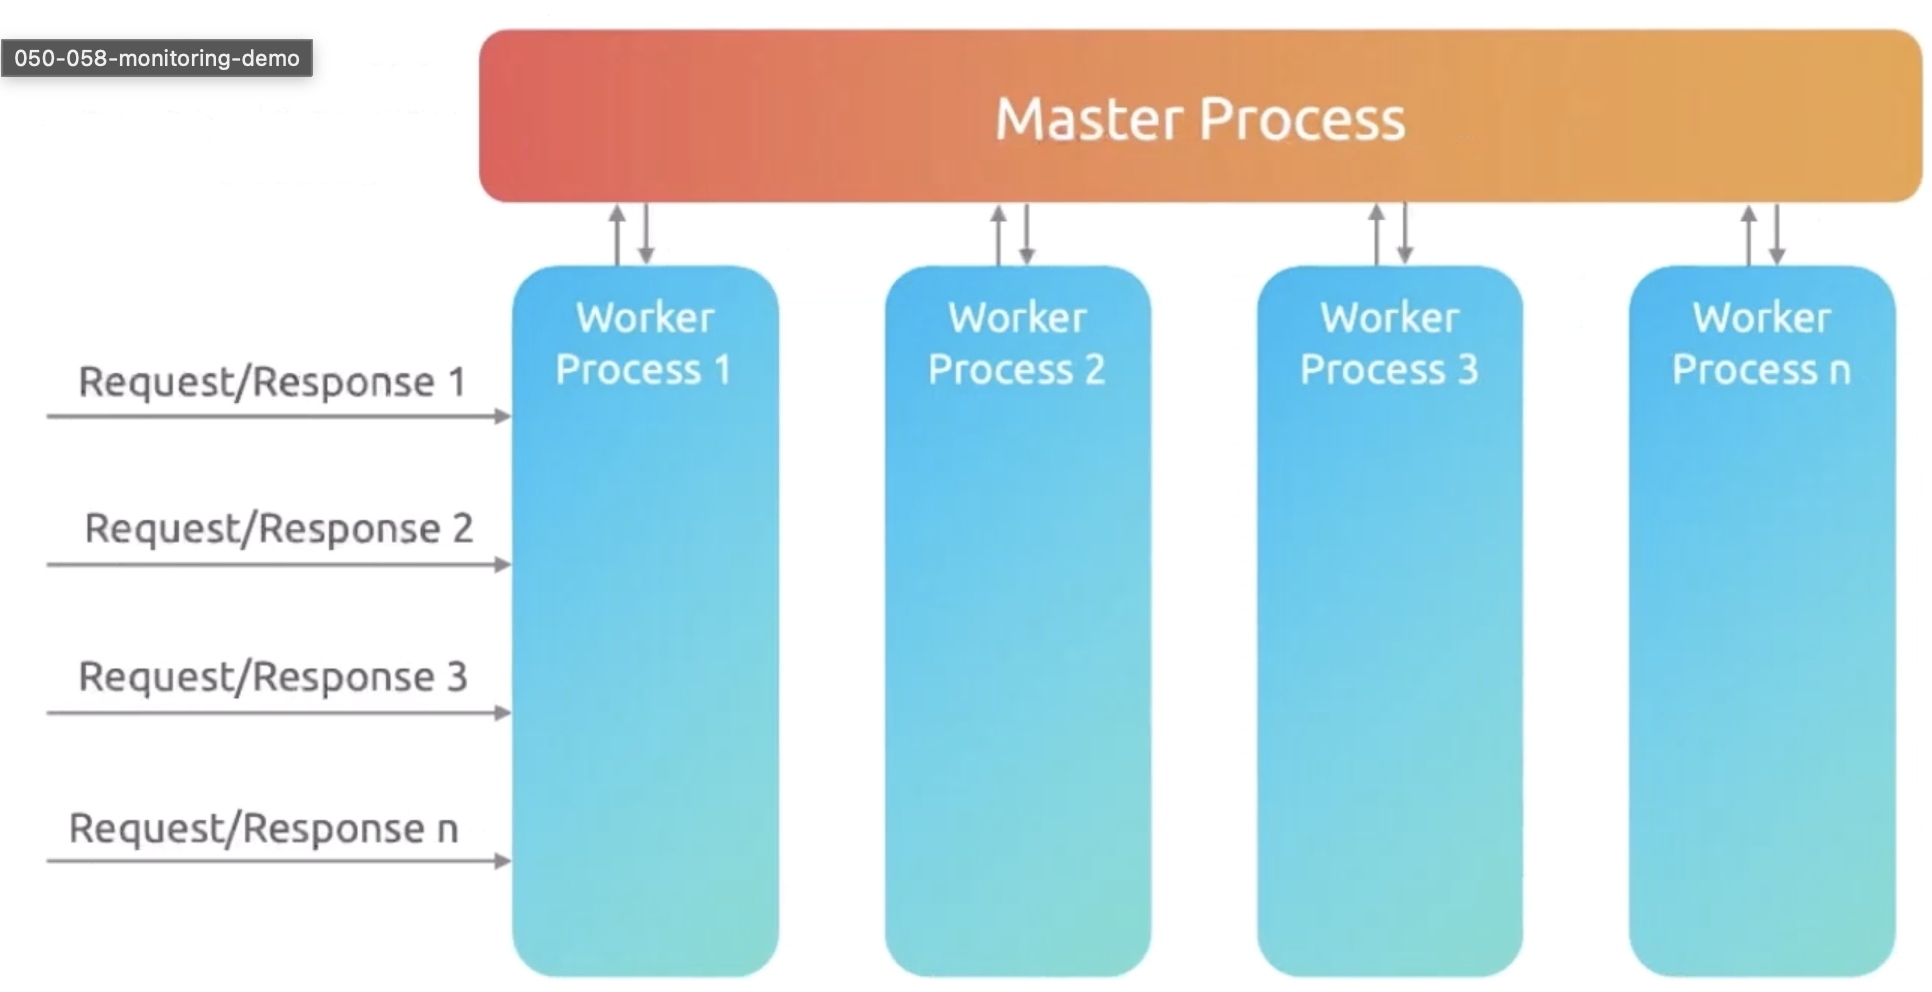 050-058-monitoring-demo
Master Process
Worker
Process 1
Worker
Process 2
Worker
Process 3
Worker
Process n
Request/Response 1
Request/Response 2
Request/Response 3
Request/Response n